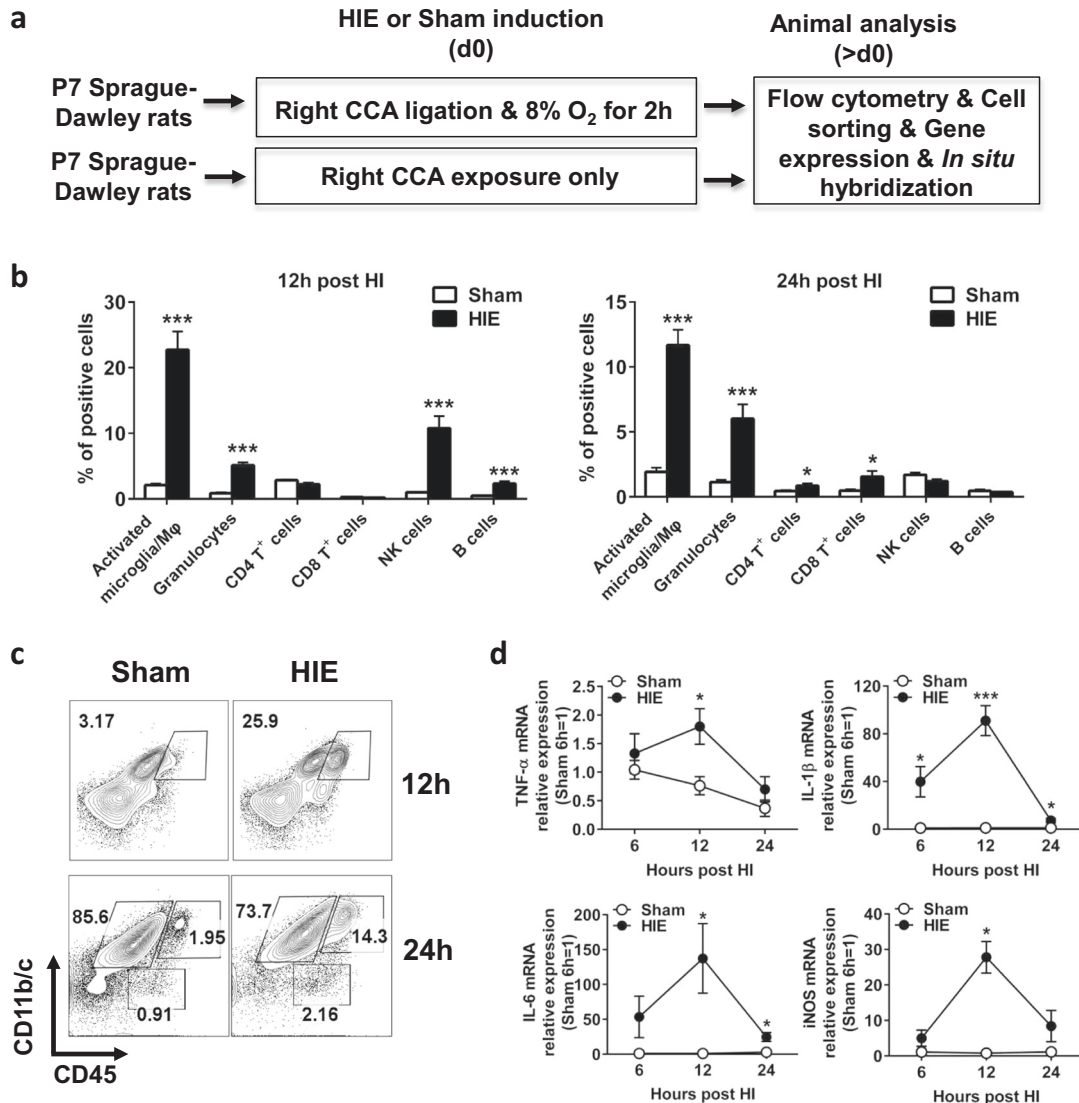 a
HIE or Sham induction
(d0)
Animal analysis
(>d0)
P7 Sprague-
Dawley rats
Right CCA ligation & 8% O2 for 2h
P7 Sprague-
Dawley rats
Right CCA exposure only
Flow cytometry & Cell
sorting & Gene
expression & In situ
hybridization
b
12h post HI
Sham
HIE
% of positive cells
30
20
10
0
***
***
***
***
Activated
microglia/Mφ
Granulocytes
CD4 T+ cells
CD8 T+ cells
NK cells
B cells
24h post HI
Sham
HIE
% of positive cells
15
10
5
0
***
***
*
*
Activated
microglia/Mφ
Granulocytes
CD4 T+ cells
CD8 T+ cells
NK cells
B cells
c
Sham
HIE
3.17
25.9
12h
85.6
1.95
0.91
73.7
14.3
2.16
24h
CD11b/c
CD45
d
Sham
HIE
TNF-α mRNA
relative expression
(Sham 6h=1)
2.5
2.0
1.5
1.0
0.5
0.0
*
6
12
24
Hours post HI
Sham
HIE
IL-1β mRNA
relative expression
(Sham 6h=1)
120
80
40
0
*
***
*
6
12
24
Hours post HI
Sham
HIE
IL-6 mRNA
relative expression
(Sham 6h=1)
200
150
100
50
0
*
*
6
12
24
Hours post HI
Sham
HIE
iNOS mRNA
relative expression
(Sham 6h=1)
40
30
20
10
0
*
6
12
24
Hours post HI